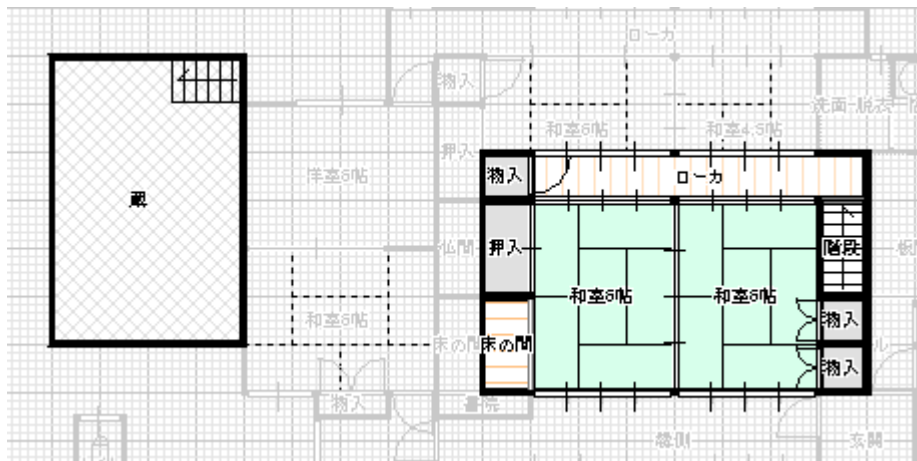 ローカ
物入
洗面・脱衣
和室6帖
和室4.5帖
押入
洋室6帖
物入
ローカ
蔵
仏間
押入
階段
和室6帖
和室6帖
和室6帖
物入
床の間
床の間
物入
物入
書院
縁側
玄関